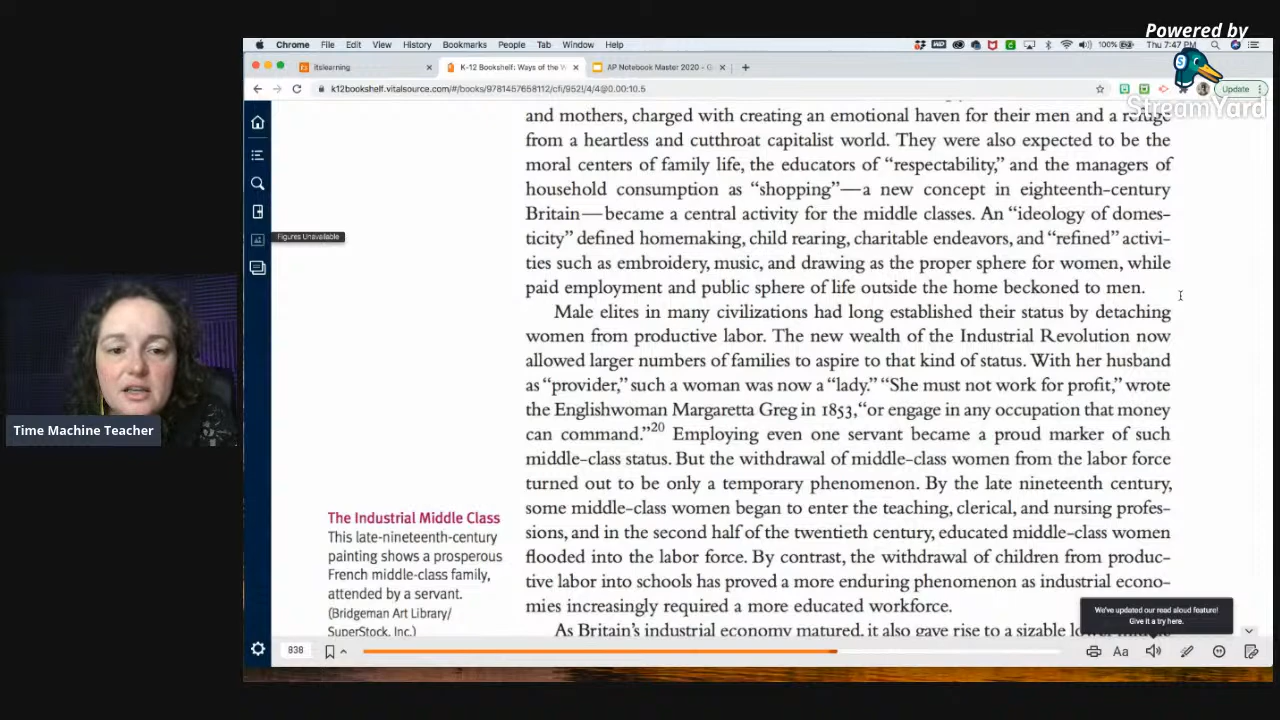 Powered by
StreamYard
Chrome File Edit View History Bookmarks People Tab Window Help
100%
Thu 7:47 PM
itslearning
K-12 Bookshelf: Ways of the W
AP Notebook Master 2020 - G
k12bookshelf.vitalsource.com/#/books/9781457658112/cfi/952!/4/4@0.00:10.5
Update
and mothers, charged with creating an emotional haven for their men and a refuge
from a heartless and cutthroat capitalist world. They were also expected to be the
moral centers of family life, the educators of “respectability,” and the managers of
household consumption as “shopping”—a new concept in eighteenth-century
Britain—became a central activity for the middle classes. An “ideology of domes-
ticity” defined homemaking, child rearing, charitable endeavors, and “refined” activi-
ties such as embroidery, music, and drawing as the proper sphere for women, while
paid employment and public sphere of life outside the home beckoned to men.
Figures Unavailable
Male elites in many civilizations had long established their status by detaching
women from productive labor. The new wealth of the Industrial Revolution now
allowed larger numbers of families to aspire to that kind of status. With her husband
as “provider,” such a woman was now a “lady.” “She must not work for profit,” wrote
the Englishwoman Margaretta Greg in 1853, “or engage in any occupation that money
can command.”20 Employing even one servant became a proud marker of such
middle-class status. But the withdrawal of middle-class women from the labor force
turned out to be only a temporary phenomenon. By the late nineteenth century,
some middle-class women began to enter the teaching, clerical, and nursing profes-
sions, and in the second half of the twentieth century, educated middle-class women
flooded into the labor force. By contrast, the withdrawal of children from produc-
tive labor into schools has proved a more enduring phenomenon as industrial econo-
mies increasingly required a more educated workforce.
As Britain’s industrial economy matured, it also gave rise to a sizable lower middle
Time Machine Teacher
The Industrial Middle Class
This late-nineteenth-century
painting shows a prosperous
French middle-class family,
attended by a servant.
(Bridgeman Art Library/
SuperStock, Inc.)
We've updated our read aloud feature!
Give it a try here.
838
Aa